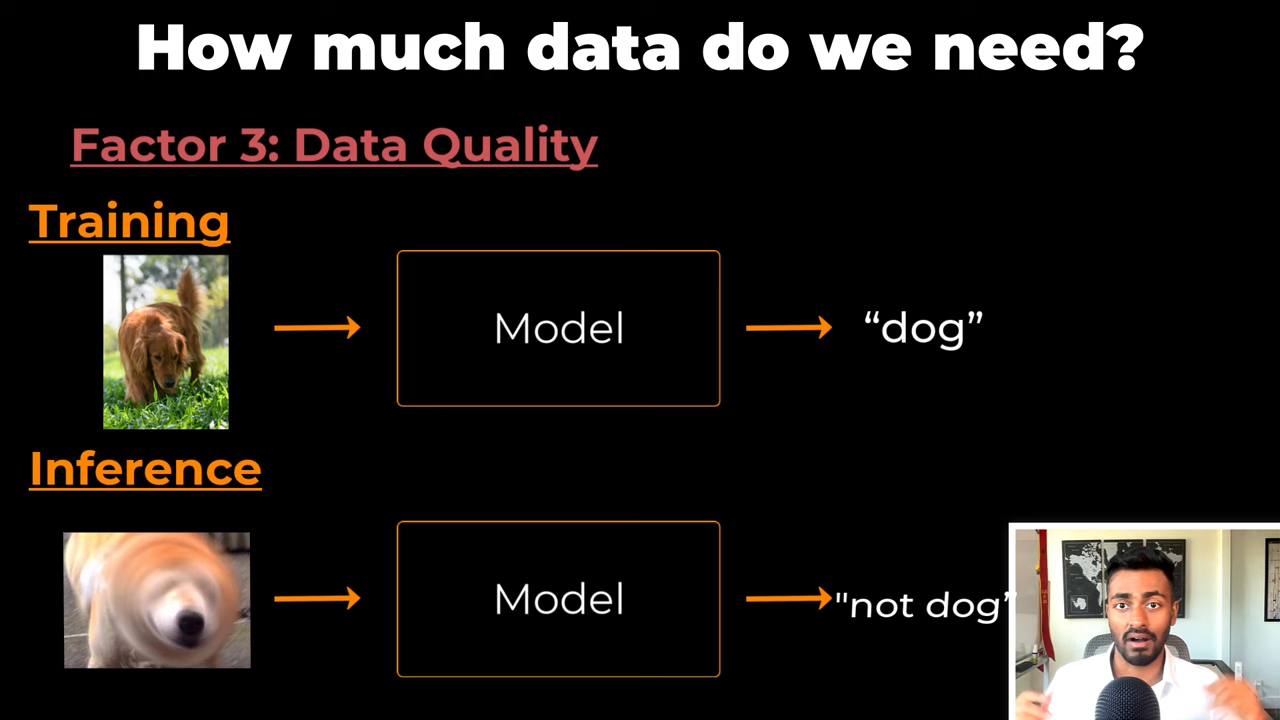 How much data do we need?
Factor 3: Data Quality
Training
Model
“dog”
Inference
Model
"not dog”